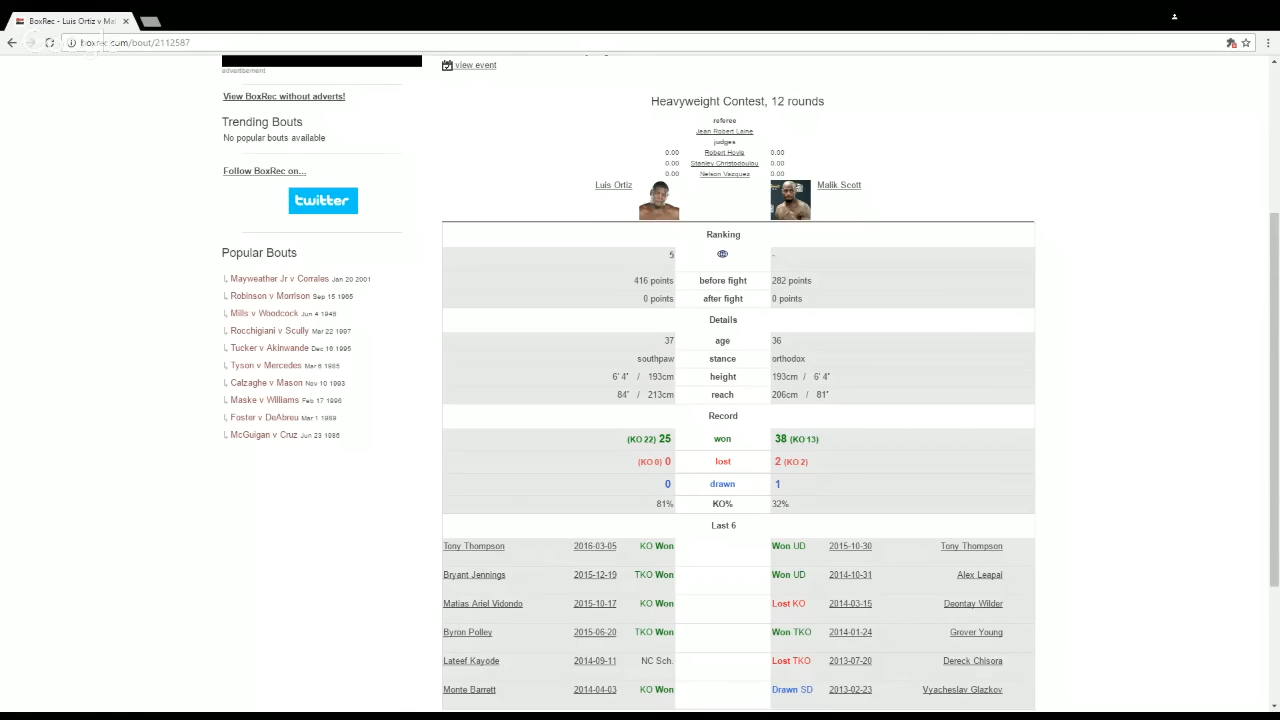 BoxRec - Luis Ortiz v Mal
boxrec.com/bout/2112587
advertisement
view event
View BoxRec without adverts!
Trending Bouts
No popular bouts available
Follow BoxRec on...
twitter
Popular Bouts
Mayweather Jr v Corrales Jan 20 2001
Robinson v Morrison Sep 15 1965
Mills v Woodcock Jun 4 1946
Rocchigiani v Scully Mar 22 1997
Tucker v Akinwande Dec 16 1995
Tyson v Mercedes Mar 6 1985
Calzaghe v Mason Nov 10 1993
Maske v Williams Feb 17 1996
Foster v DeAbreu Mar 1 1989
McGuigan v Cruz Jun 23 1986
Heavyweight Contest, 12 rounds
referee
Jean Robert Laine
judges
0.00 Robert Hoyle 0.00
0.00 Stanley Christodoulou 0.00
0.00 Nelson Vazquez 0.00
Luis Ortiz Malik Scott
Ranking
5 -
416 points before fight 282 points
0 points after fight 0 points
Details
37 age 36
southpaw stance orthodox
6' 4" / 193cm height 193cm / 6' 4"
84" / 213cm reach 206cm / 81"
Record
(KO 22) 25 won 38 (KO 13)
(KO 0) 0 lost 2 (KO 2)
0 drawn 1
81% KO% 32%
Last 6
Tony Thompson 2016-03-05 KO Won Won UD 2015-10-30 Tony Thompson
Bryant Jennings 2015-12-19 TKO Won Won UD 2014-10-31 Alex Leapai
Matias Ariel Vidondo 2015-10-17 KO Won Lost KO 2014-03-15 Deontay Wilder
Byron Polley 2015-06-20 TKO Won Won TKO 2014-01-24 Grover Young
Lateef Kayode 2014-09-11 NC Sch. Lost TKO 2013-07-20 Dereck Chisora
Monte Barrett 2014-04-03 KO Won Drawn SD 2013-02-23 Vyacheslav Glazkov